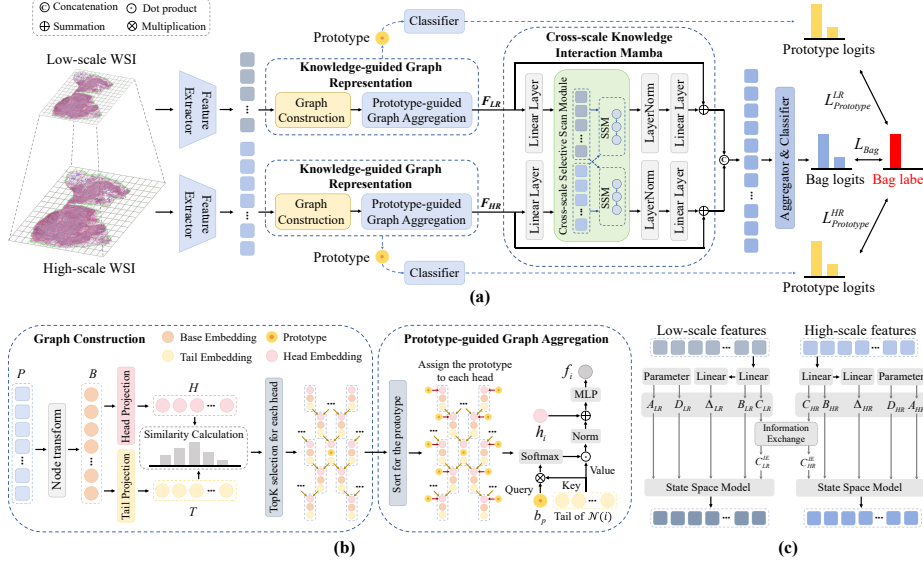 Concatenation
Dot product
Summation
Multiplication
Low-scale WSI
High-scale WSI
Feature
Extractor
Feature
Extractor
Prototype
Classifier
Knowledge-guided Graph
Representation
Graph
Construction
Prototype-guided
Graph Aggregation
F_LR
Knowledge-guided Graph
Representation
Graph
Construction
Prototype-guided
Graph Aggregation
F_HR
Prototype
Classifier
Cross-scale Knowledge
Interaction Mamba
Linear Layer
Linear Layer
Cross-scale Selective Scan Module
SSM
SSM
LayerNorm
LayerNorm
Linear Layer
Linear Layer
C
Aggregator & Classifier
Prototype logits
L^LR_Prototype
L_Bag
Bag logits
Bag label
L^HR_Prototype
Prototype logits
(a)
Graph Construction
Base Embedding
Prototype
Tail Embedding
Head Embedding
P
B
H
T
Node transform
Head Projection
Tail Projection
Similarity Calculation
TopK selection for each head
(b)
Prototype-guided Graph Aggregation
Sort for the prototype
Assign the prototype
to each head
f_i
MLP
h_i
Norm
Softmax
Value
Query
Key
b_p
Tail of N(i)
Low-scale features
High-scale features
Parameter
Linear
Linear
Linear
Linear
Parameter
A_LR
D_LR
Δ_LR
B_LR
C_LR
C_HR
B_HR
Δ_HR
D_HR
A_HR
Information
Exchange
C^IE_LR
C^IE_HR
State Space Model
State Space Model
(c)